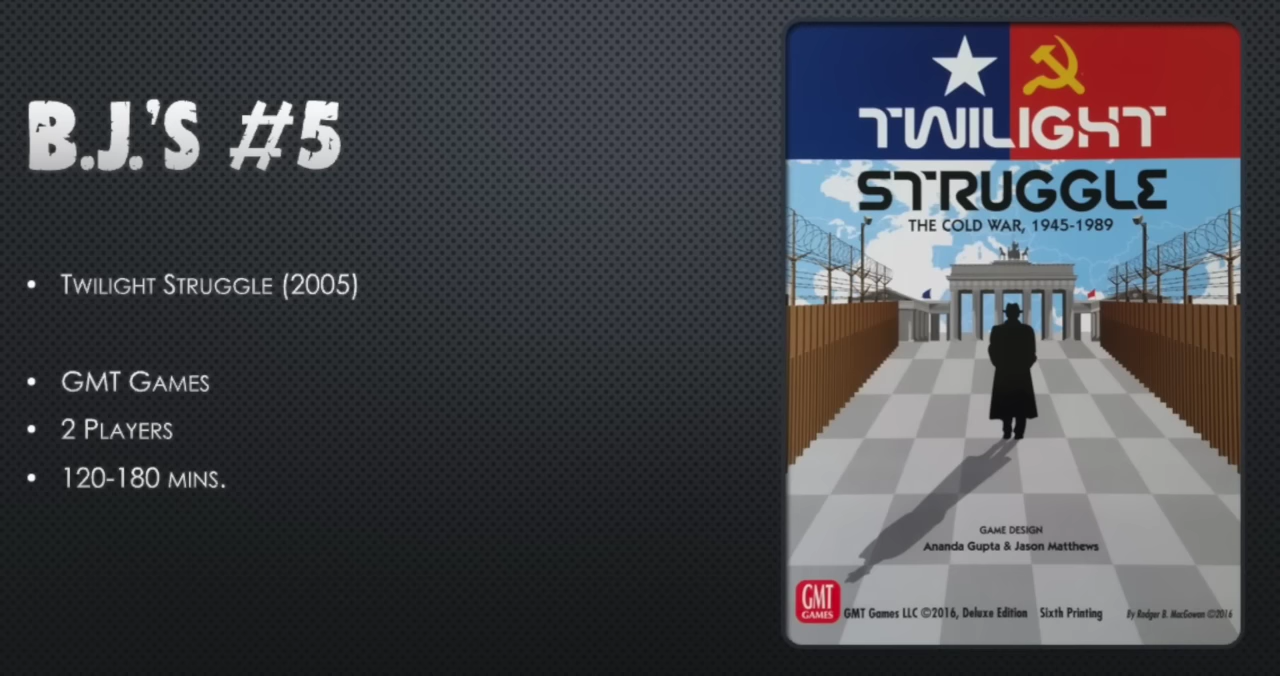 B.J.'S #5
• TWILIGHT STRUGGLE (2005)
• GMT GAMES
• 2 PLAYERS
• 120-180 MINS.
TWILIGHT
STRUGGLE
THE COLD WAR, 1945-1989
GAME DESIGN
Ananda Gupta & Jason Matthews
GMT
GAMES
GMT Games LLC ©2016, Deluxe Edition Sixth Printing
By Rodger B. MacGowan ©2016